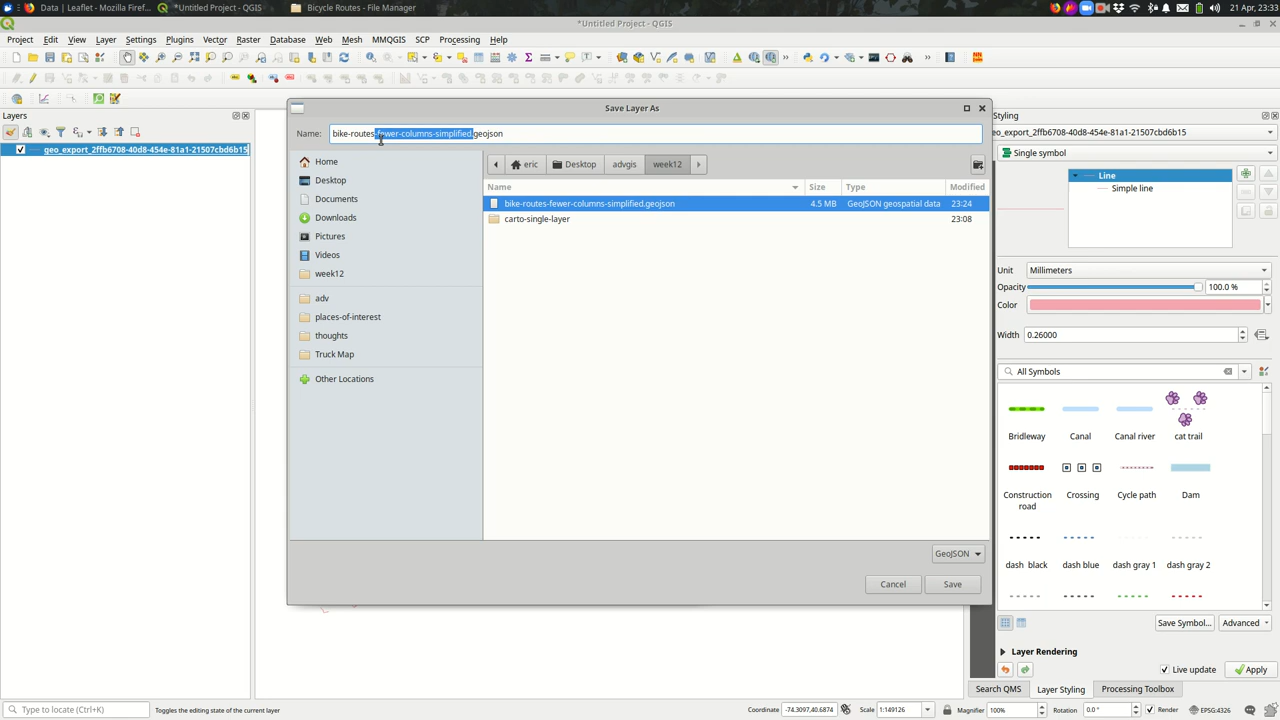 Data | Leaflet - Mozilla Firef...
*Untitled Project - QGIS
Bicycle Routes - File Manager
21 Apr, 23:33
*Untitled Project - QGIS
Project Edit View Layer Settings Plugins Vector Raster Database Web Mesh MMQGIS SCP Processing Help
Layers
geo_export_2ffb6708-40d8-454e-81a1-21507cbd6b15
Save Layer As
Name: bike-routes-fewer-columns-simplified.geojson
Home
Desktop
Documents
Downloads
Pictures
Videos
week12
adv
places-of-interest
thoughts
Truck Map
Other Locations
eric Desktop advgis week12
Name Size Type Modified
bike-routes-fewer-columns-simplified.geojson 4.5 MB GeoJSON geospatial data 23:24
carto-single-layer 23:08
GeoJSON
Cancel Save
Styling
eo_export_2ffb6708-40d8-454e-81a1-21507cbd6b15
Single symbol
Line
Simple line
Unit Millimeters
Opacity 100.0 %
Color
Width 0.26000
All Symbols
Bridleway Canal Canal river cat trail
Construction road Crossing Cycle path Dam
dash black dash blue dash gray 1 dash gray 2
Save Symbol... Advanced
Layer Rendering
Live update Apply
Search QMS Layer Styling Processing Toolbox
Type to locate (Ctrl+K) Toggles the editing state of the current layer Coordinate -74.3097,40.6874 Scale 1:149126 Magnifier 100% Rotation 0.0 ° Render EPSG:4326